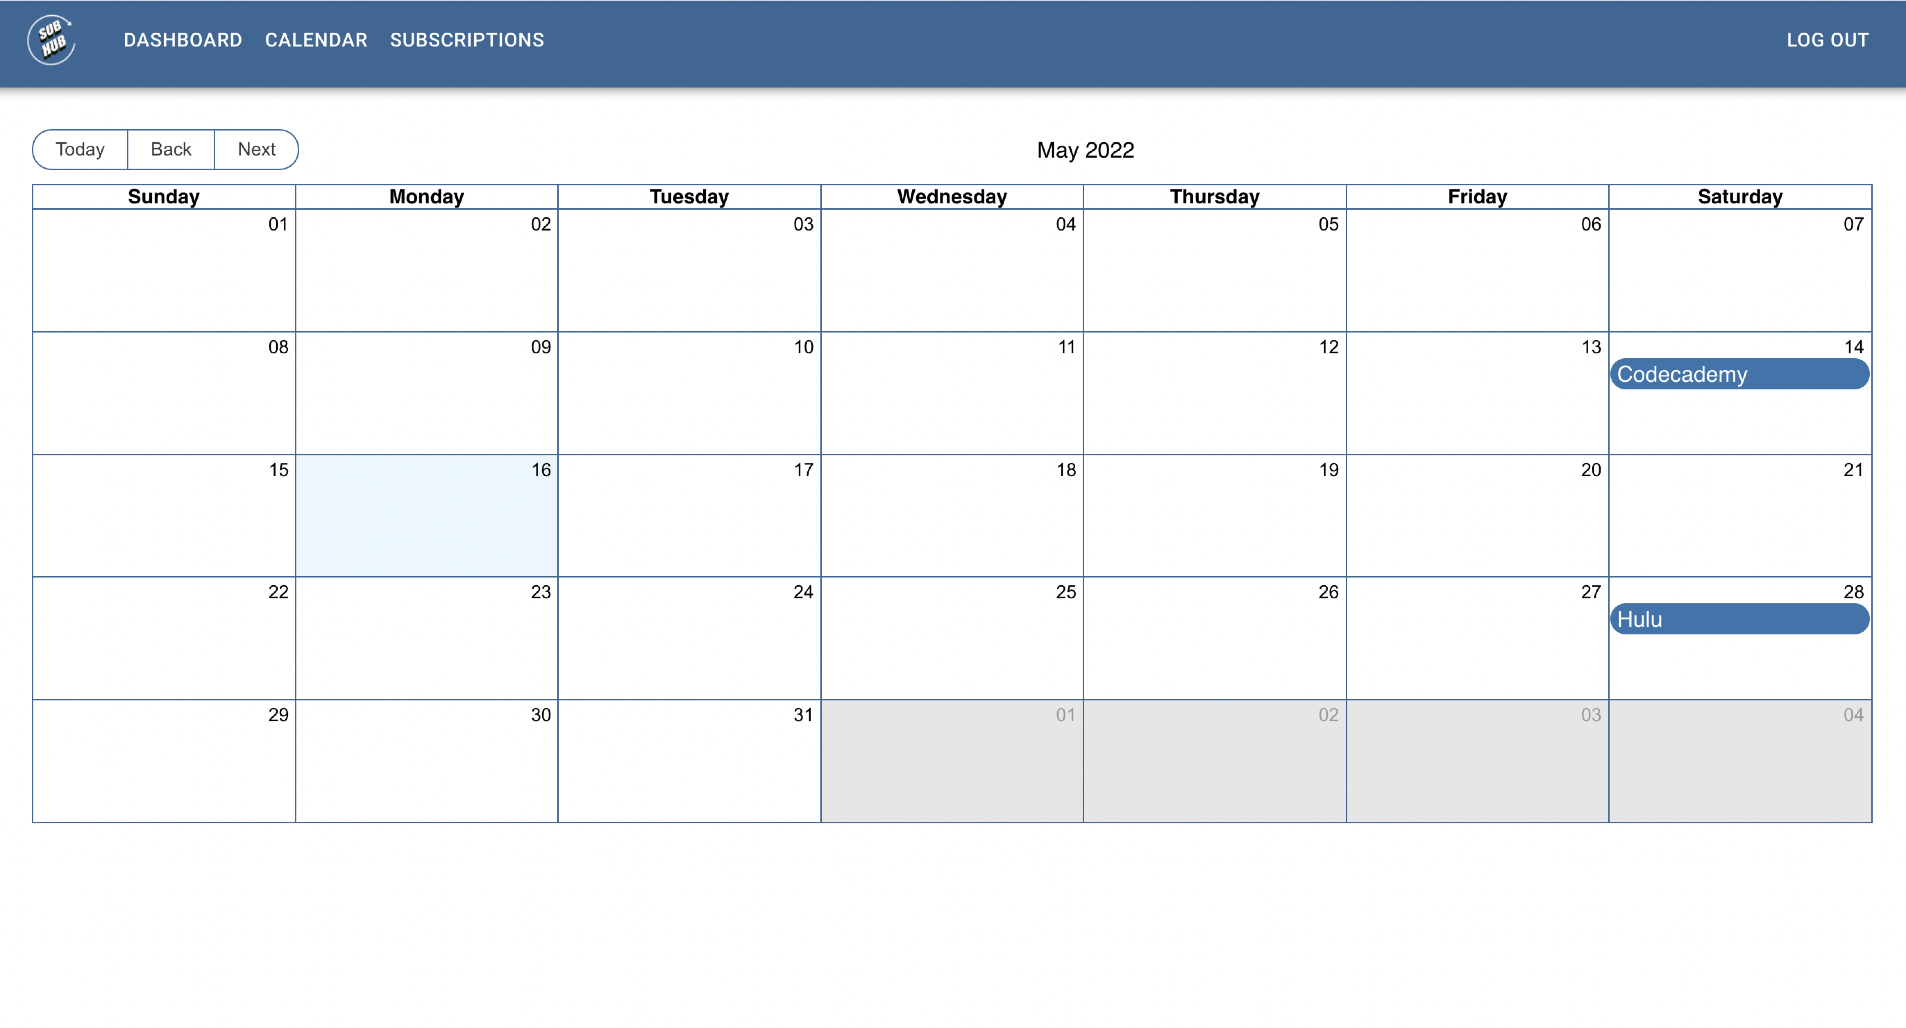 SUB
HUB
DASHBOARD CALENDAR SUBSCRIPTIONS LOG OUT
Today Back Next May 2022
Sunday Monday Tuesday Wednesday Thursday Friday Saturday
01 02 03 04 05 06 07
08 09 10 11 12 13 14
Codecademy
15 16 17 18 19 20 21
22 23 24 25 26 27 28
Hulu
29 30 31 01 02 03 04